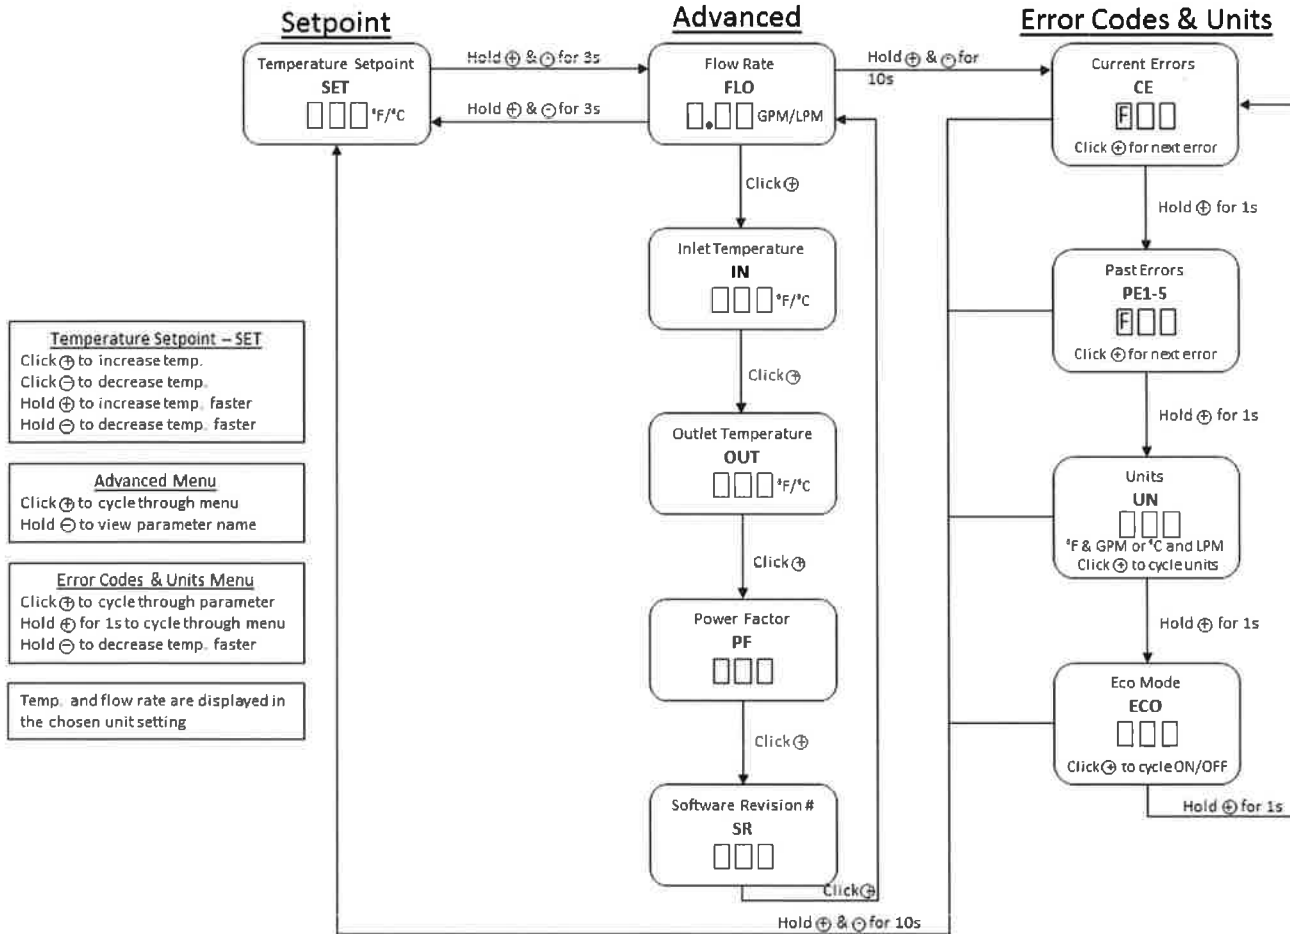 Setpoint
Temperature Setpoint
SET
°F/°C
Hold ⊕ & ⊖ for 3s
Hold ⊕ & ⊖ for 3s
Advanced
Flow Rate
FLO
. GPM/LPM
Click ⊕
Inlet Temperature
IN
°F/°C
Click ⊕
Outlet Temperature
OUT
°F/°C
Click ⊕
Power Factor
PF
Click ⊕
Software Revision #
SR
Click ⊕
Hold ⊕ & ⊖ for
10s
Error Codes & Units
Current Errors
CE
F
Click ⊕ for next error
Hold ⊕ for 1s
Past Errors
PE1-5
F
Click ⊕ for next error
Hold ⊕ for 1s
Units
UN
°F & GPM or °C and LPM
Click ⊕ to cycle units
Hold ⊕ for 1s
Eco Mode
ECO
Click ⊕ to cycle ON/OFF
Hold ⊕ for 1s
Hold ⊕ & ⊖ for 10s
Temperature Setpoint – SET
Click ⊕ to increase temp.
Click ⊖ to decrease temp.
Hold ⊕ to increase temp. faster
Hold ⊖ to decrease temp. faster
Advanced Menu
Click ⊕ to cycle through menu
Hold ⊖ to view parameter name
Error Codes & Units Menu
Click ⊕ to cycle through parameter
Hold ⊕ for 1s to cycle through menu
Hold ⊖ to decrease temp. faster
Temp. and flow rate are displayed in
the chosen unit setting